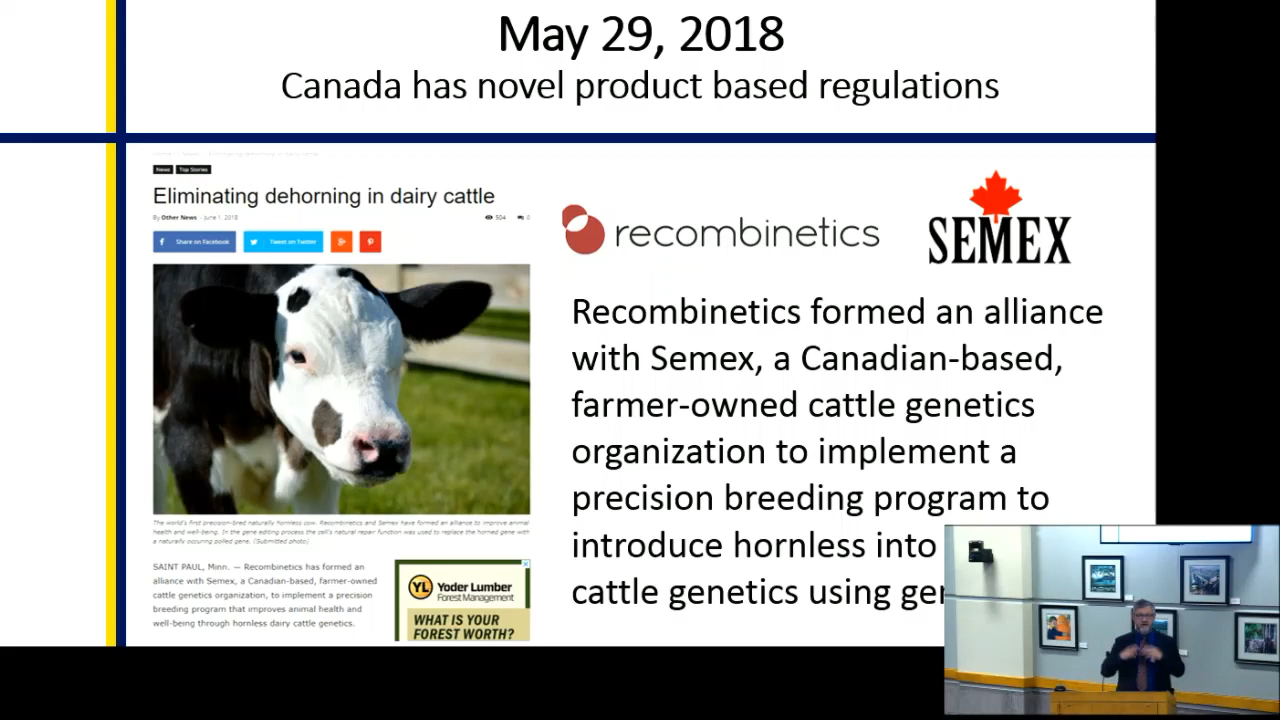 May 29, 2018
Canada has novel product based regulations
News Top Stories
Eliminating dehorning in dairy cattle
By Other News - June 1, 2018 504 0
Share on Facebook Tweet on Twitter
recombinetics
SEMEX
The world's first precision-bred naturally hornless cow. Recombinetics and Semex have formed an alliance to improve animal
health and well-being. In the gene editing process the cell's natural repair function was used to replace the horned gene with
a naturally occuring polled gene. (Submitted photo)
SAINT PAUL, Minn. — Recombinetics has formed an
alliance with Semex, a Canadian-based, farmer-owned
cattle genetics organization, to implement a precision
breeding program that improves animal health and
well-being through hornless dairy cattle genetics.
YL Yoder Lumber
Forest Management
WHAT IS YOUR
FOREST WORTH?
Recombinetics formed an alliance
with Semex, a Canadian-based,
farmer-owned cattle genetics
organization to implement a
precision breeding program to
introduce hornless into
cattle genetics using